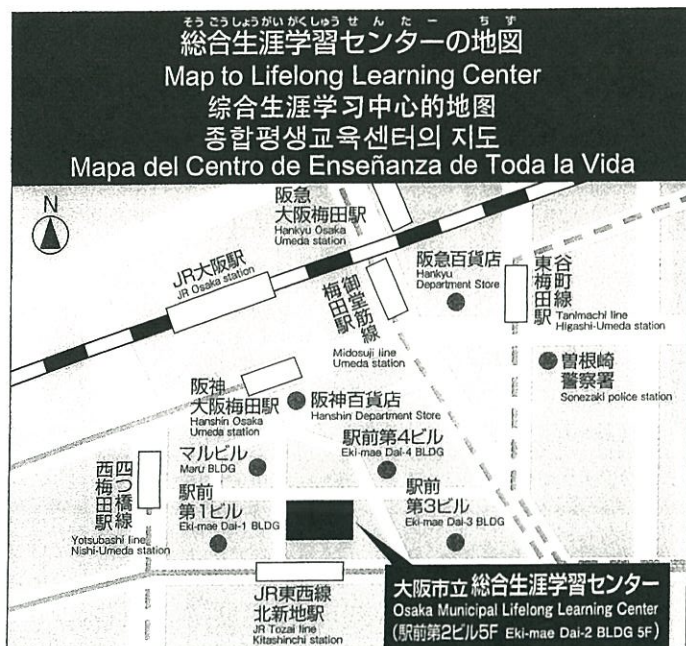 そうごうしょうがいがくしゅうせんたー ちず
総合生涯学習センターの地図
Map to Lifelong Learning Center
综合生涯学习中心的地图
종합평생교육센터의 지도
Mapa del Centro de Enseñanza de Toda la Vida
N
阪急
大阪梅田駅
Hankyu Osaka
Umeda station
JR大阪駅
JR Osaka station
御堂筋線
梅田駅
Midosuji line
Umeda station
阪急百貨店
Hankyu
Department Store
谷町線
東梅田駅
Tanimachi line
Higashi-Umeda station
曽根崎
警察署
Sonezaki police station
阪神
大阪梅田駅
Hanshin Osaka
Umeda station
阪神百貨店
Hanshin Department Store
マルビル
Maru BLDG
駅前第4ビル
Eki-mae Dai-4 BLDG
四つ橋線
西梅田駅
Yotsubashi line
Nishi-Umeda station
駅前
第1ビル
Eki-mae Dai-1 BLDG
駅前
第3ビル
Eki-mae Dai-3 BLDG
JR東西線
北新地駅
JR Tozai line
Kitashinchi station
大阪市立 総合生涯学習センター
Osaka Municipal Lifelong Learning Center
(駅前第2ビル5F Eki-mae Dai-2 BLDG 5F)